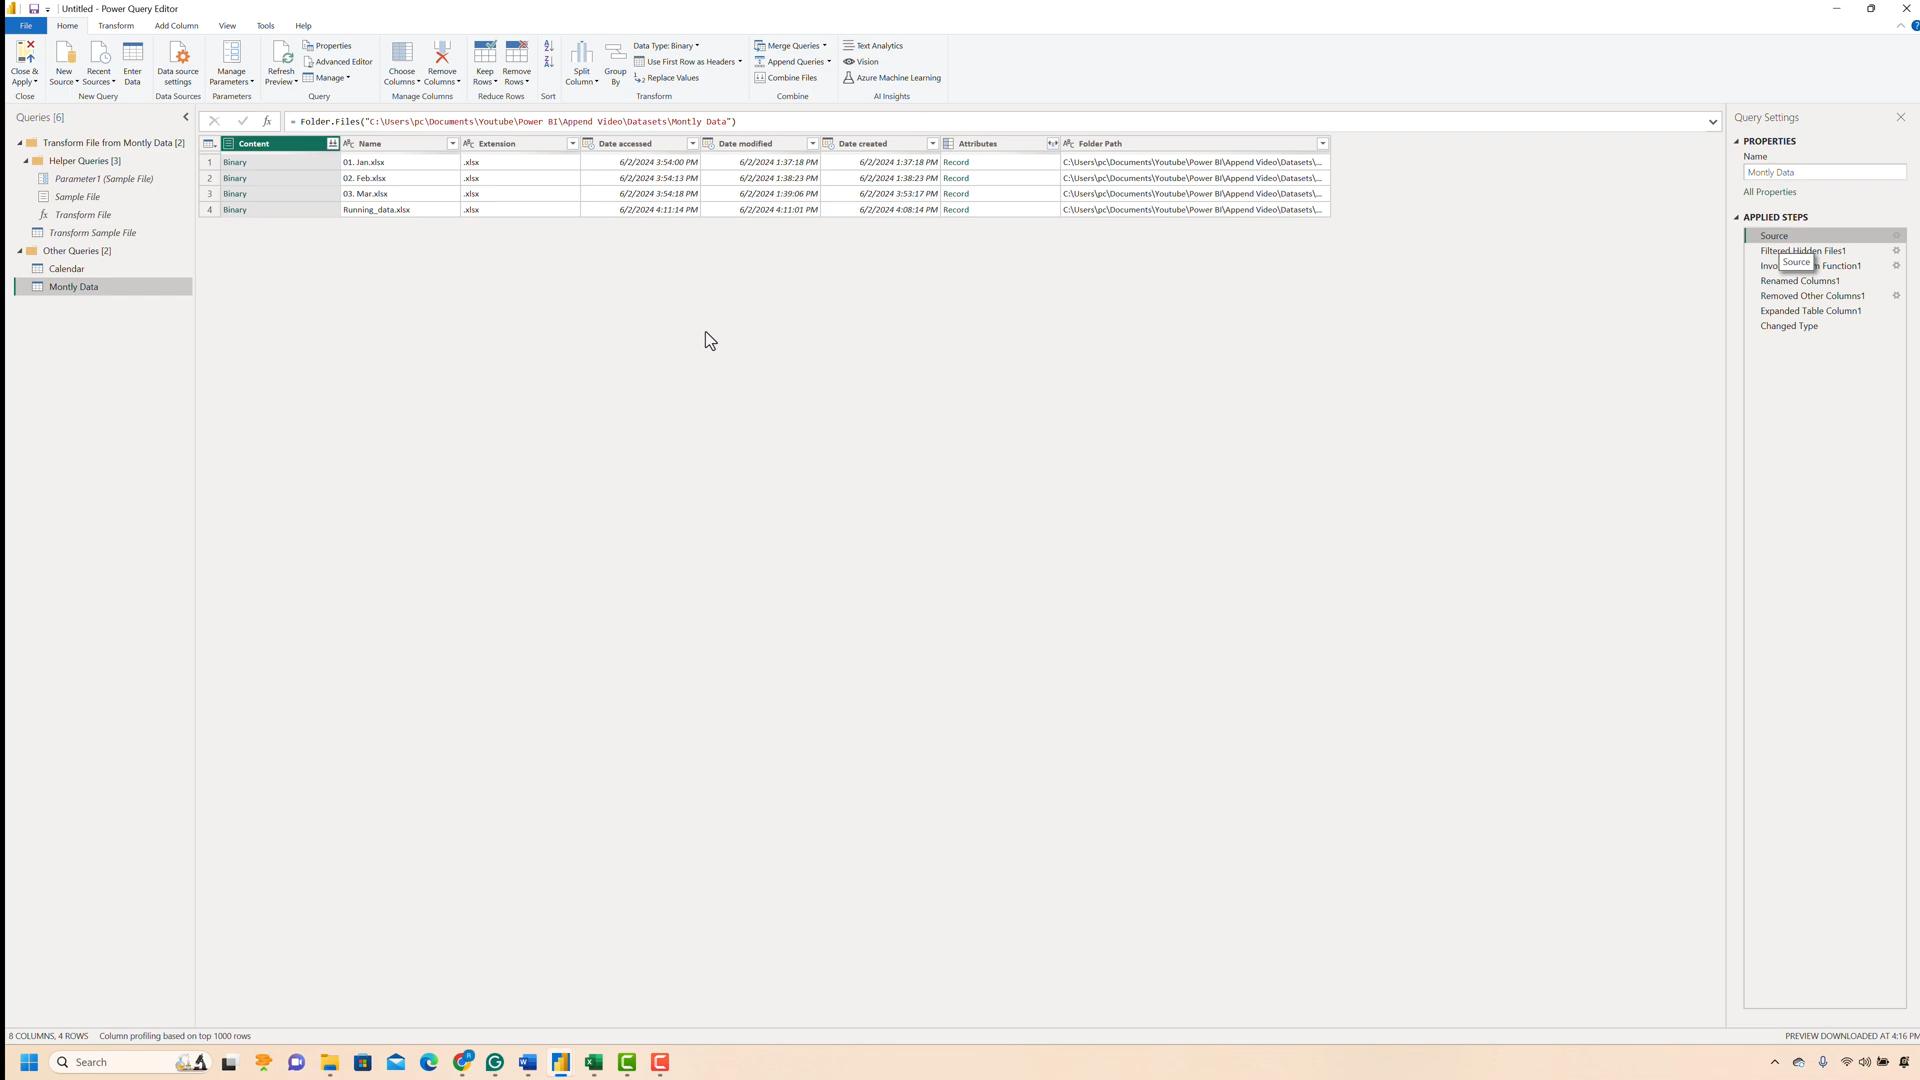 Untitled - Power Query Editor
File Home Transform Add Column View Tools Help
Close & Apply
New Source
Recent Sources
Enter Data
Data source settings
Manage Parameters
Refresh Preview
Properties
Advanced Editor
Manage
Choose Columns
Remove Columns
Keep Rows
Remove Rows
Split Column
Group By
Data Type: Binary
Use First Row as Headers
Replace Values
Merge Queries
Append Queries
Combine Files
Text Analytics
Vision
Azure Machine Learning
Close New Query Data Sources Parameters Query Manage Columns Reduce Rows Sort Transform Combine AI Insights
Queries [6]
Transform File from Montly Data [2]
Helper Queries [3]
Parameter1 (Sample File)
Sample File
fx Transform File
Transform Sample File
Other Queries [2]
Calendar
Montly Data
fx = Folder.Files("C:\Users\pc\Documents\Youtube\Power BI\Append Video\Datasets\Montly Data")
Content Name Extension Date accessed Date modified Date created Attributes Folder Path
1 Binary 01. Jan.xlsx .xlsx 6/2/2024 3:54:00 PM 6/2/2024 1:37:18 PM 6/2/2024 1:37:18 PM Record C:\Users\pc\Documents\Youtube\Power BI\Append Video\Datasets\...
2 Binary 02. Feb.xlsx .xlsx 6/2/2024 3:54:13 PM 6/2/2024 1:38:23 PM 6/2/2024 1:38:23 PM Record C:\Users\pc\Documents\Youtube\Power BI\Append Video\Datasets\...
3 Binary 03. Mar.xlsx .xlsx 6/2/2024 3:54:18 PM 6/2/2024 1:39:06 PM 6/2/2024 3:53:17 PM Record C:\Users\pc\Documents\Youtube\Power BI\Append Video\Datasets\...
4 Binary Running_data.xlsx .xlsx 6/2/2024 4:11:14 PM 6/2/2024 4:11:01 PM 6/2/2024 4:08:14 PM Record C:\Users\pc\Documents\Youtube\Power BI\Append Video\Datasets\...
Query Settings
PROPERTIES
Name
Montly Data
All Properties
APPLIED STEPS
Source
Filtered Hidden Files1
Source
Function1
Renamed Columns1
Removed Other Columns1
Expanded Table Column1
Changed Type
8 COLUMNS, 4 ROWS Column profiling based on top 1000 rows
PREVIEW DOWNLOADED AT 4:16 PM
Search